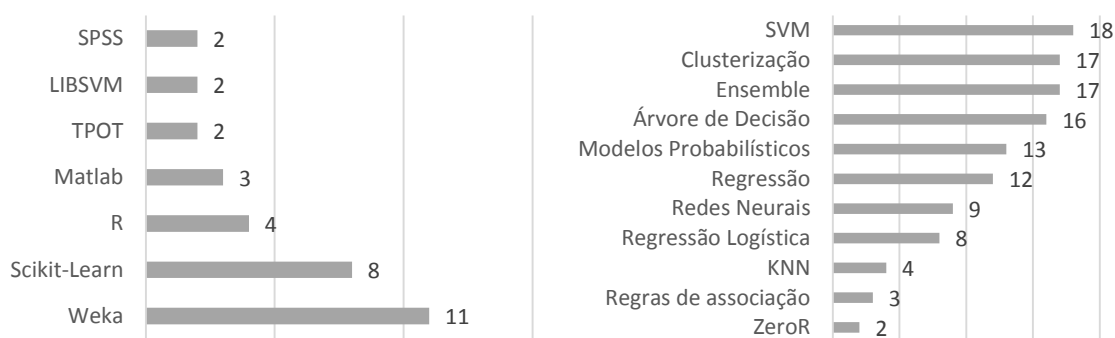 SPSS 2
LIBSVM 2
TPOT 2
Matlab 3
R 4
Scikit-Learn 8
Weka 11
SVM 18
Clusterização 17
Ensemble 17
Árvore de Decisão 16
Modelos Probabilísticos 13
Regressão 12
Redes Neurais 9
Regressão Logística 8
KNN 4
Regras de associação 3
ZeroR 2